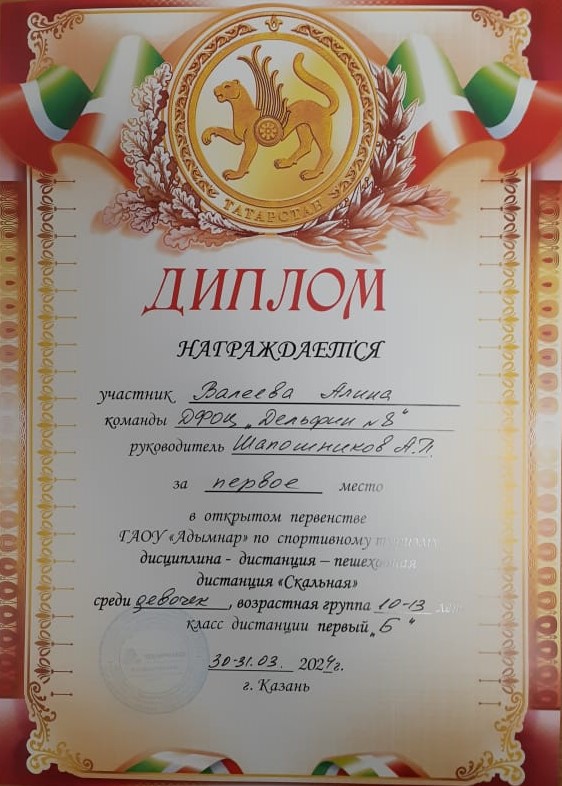 ТАТАРСТАН
ДИПЛОМ
НАГРАЖДАЕТСЯ
участник Валеева Алина
команды ДФОЦ „Дельфин №8"
руководитель Шапошников А.П.
за первое место
в открытом первенстве
ГАОУ «Адымнар» по спортивному туризму
дисциплина - дистанция – пешеходная
дистанция «Скальная»
среди девочек, возрастная группа 10-13 лет
класс дистанции первый „Б"
30-31.03. 2024г.
г. Казань